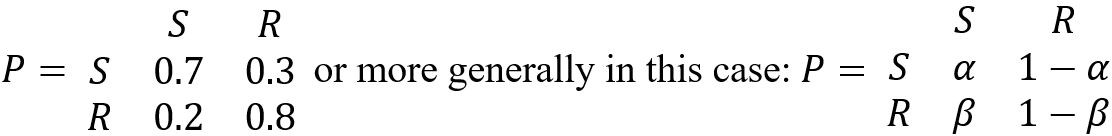 S R S R
P = S 0.7 0.3 or more generally in this case: P = S α 1 − α
R 0.2 0.8 R β 1 − β